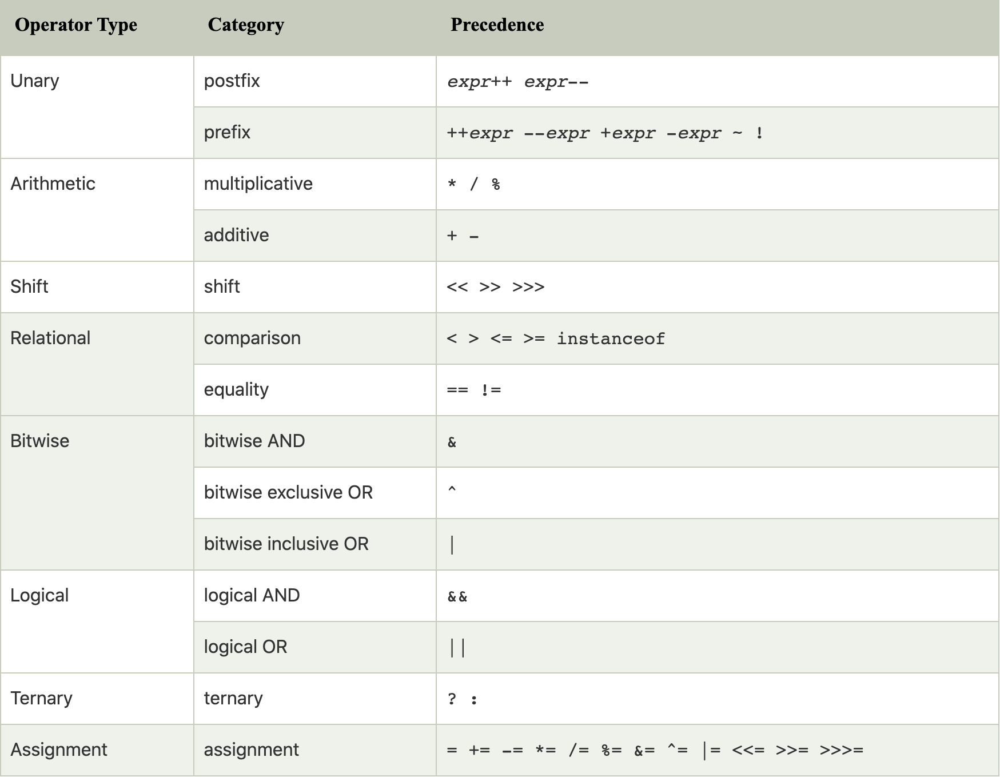 Operator Type Category Precedence
Unary postfix expr++ expr--
prefix ++expr --expr +expr -expr ~ !
Arithmetic multiplicative * / %
additive + -
Shift shift << >> >>>
Relational comparison < > <= >= instanceof
equality == !=
Bitwise bitwise AND &
bitwise exclusive OR ^
bitwise inclusive OR |
Logical logical AND &&
logical OR ||
Ternary ternary ? :
Assignment assignment = += -= *= /= %= &= ^= |= <<= >>= >>>=